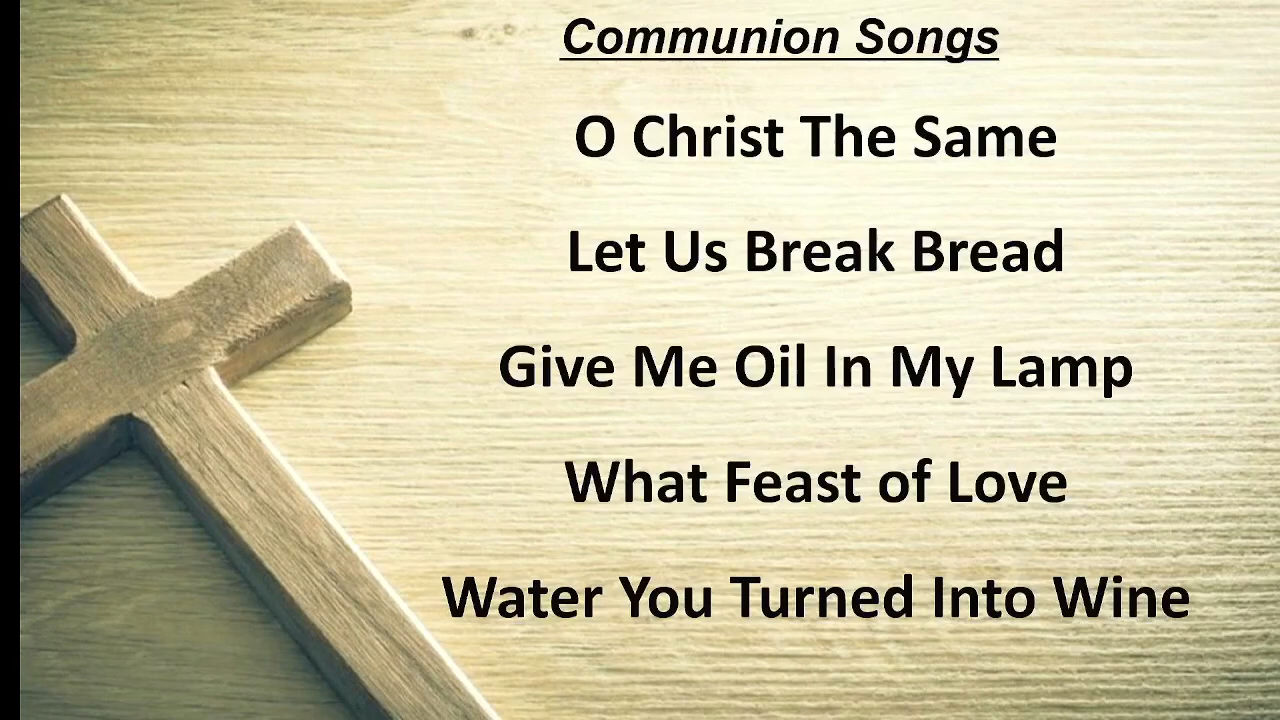 Communion Songs
O Christ The Same
Let Us Break Bread
Give Me Oil In My Lamp
What Feast of Love
Water You Turned Into Wine